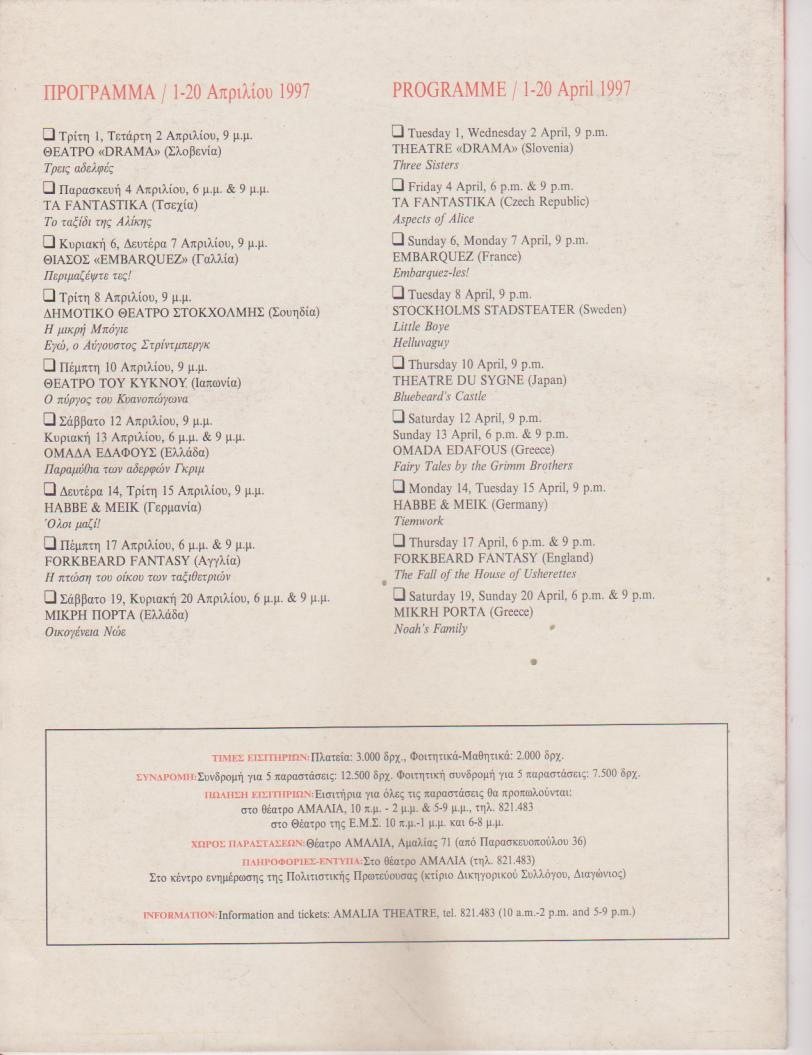 ΠΡΟΓΡΑΜΜΑ / 1-20 Απριλίου 1997
❏ Τρίτη 1, Τετάρτη 2 Απριλίου, 9 μ.μ.
ΘΕΑΤΡΟ «DRAMA» (Σλοβενία)
Τρεις αδελφές
❏ Παρασκευή 4 Απριλίου, 6 μ.μ. & 9 μ.μ.
TA FANTASTIKA (Τσεχία)
Το ταξίδι της Αλίκης
❏ Κυριακή 6, Δευτέρα 7 Απριλίου, 9 μ.μ.
ΘΙΑΣΟΣ «EMBARQUEZ» (Γαλλία)
Περιμαζέψτε τες!
❏ Τρίτη 8 Απριλίου, 9 μ.μ.
ΔΗΜΟΤΙΚΟ ΘΕΑΤΡΟ ΣΤΟΚΧΟΛΜΗΣ (Σουηδία)
Η μικρή Μπόγιε
Εγώ, ο Αύγουστος Στρίντμπεργκ
❏ Πέμπτη 10 Απριλίου, 9 μ.μ.
ΘΕΑΤΡΟ ΤΟΥ ΚΥΚΝΟΥ (Ιαπωνία)
Ο πύργος του Κυανοπώγωνα
❏ Σάββατο 12 Απριλίου, 9 μ.μ.
Κυριακή 13 Απριλίου, 6 μ.μ. & 9 μ.μ.
ΟΜΑΔΑ ΕΔΑΦΟΥΣ (Ελλάδα)
Παραμύθια των αδερφών Γκριμ
❏ Δευτέρα 14, Τρίτη 15 Απριλίου, 9 μ.μ.
HABBE & MEIK (Γερμανία)
Όλοι μαζί!
❏ Πέμπτη 17 Απριλίου, 6 μ.μ. & 9 μ.μ.
FORKBEARD FANTASY (Αγγλία)
Η πτώση του οίκου των ταξιθετριών
❏ Σάββατο 19, Κυριακή 20 Απριλίου, 6 μ.μ. & 9 μ.μ.
ΜΙΚΡΗ ΠΟΡΤΑ (Ελλάδα)
Οικογένεια Νώε
PROGRAMME / 1-20 April 1997
❏ Tuesday 1, Wednesday 2 April, 9 p.m.
THEATRE «DRAMA» (Slovenia)
Three Sisters
❏ Friday 4 April, 6 p.m. & 9 p.m.
TA FANTASTIKA (Czech Republic)
Aspects of Alice
❏ Sunday 6, Monday 7 April, 9 p.m.
EMBARQUEZ (France)
Embarquez-les!
❏ Tuesday 8 April, 9 p.m.
STOCKHOLMS STADSTEATER (Sweden)
Little Boye
Helluvaguy
❏ Thursday 10 April, 9 p.m.
THEATRE DU SYGNE (Japan)
Bluebeard's Castle
❏ Saturday 12 April, 9 p.m.
Sunday 13 April, 6 p.m. & 9 p.m.
OMADA EDAFOUS (Greece)
Fairy Tales by the Grimm Brothers
❏ Monday 14, Tuesday 15 April, 9 p.m.
HABBE & MEIK (Germany)
Tiemwork
❏ Thursday 17 April, 6 p.m. & 9 p.m.
FORKBEARD FANTASY (England)
The Fall of the House of Usherettes
❏ Saturday 19, Sunday 20 April, 6 p.m. & 9 p.m.
MIKRH PORTA (Greece)
Noah's Family
ΤΙΜΕΣ ΕΙΣΙΤΗΡΙΩΝ: Πλατεία: 3.000 δρχ., Φοιτητικά-Μαθητικά: 2.000 δρχ.
ΣΥΝΔΡΟΜΗ: Συνδρομή για 5 παραστάσεις: 12.500 δρχ. Φοιτητική συνδρομή για 5 παραστάσεις: 7.500 δρχ.
ΠΩΛΗΣΗ ΕΙΣΙΤΗΡΙΩΝ: Εισιτήρια για όλες τις παραστάσεις θα προπωλούνται:
στο θέατρο ΑΜΑΛΙΑ, 10 π.μ. - 2 μ.μ. & 5-9 μ.μ., τηλ. 821.483
στο Θέατρο της Ε.Μ.Σ. 10 π.μ.-1 μ.μ. και 6-8 μ.μ.
ΧΩΡΟΣ ΠΑΡΑΣΤΑΣΕΩΝ: Θέατρο ΑΜΑΛΙΑ, Αμαλίας 71 (από Παρασκευοπούλου 36)
ΠΛΗΡΟΦΟΡΙΕΣ-ΕΝΤΥΠΑ: Στο θέατρο ΑΜΑΛΙΑ (τηλ. 821.483)
Στο κέντρο ενημέρωσης της Πολιτιστικής Πρωτεύουσας (κτίριο Δικηγορικού Συλλόγου, Διαγώνιος)
INFORMATION: Information and tickets: AMALIA THEATRE, tel. 821.483 (10 a.m.-2 p.m. and 5-9 p.m.)